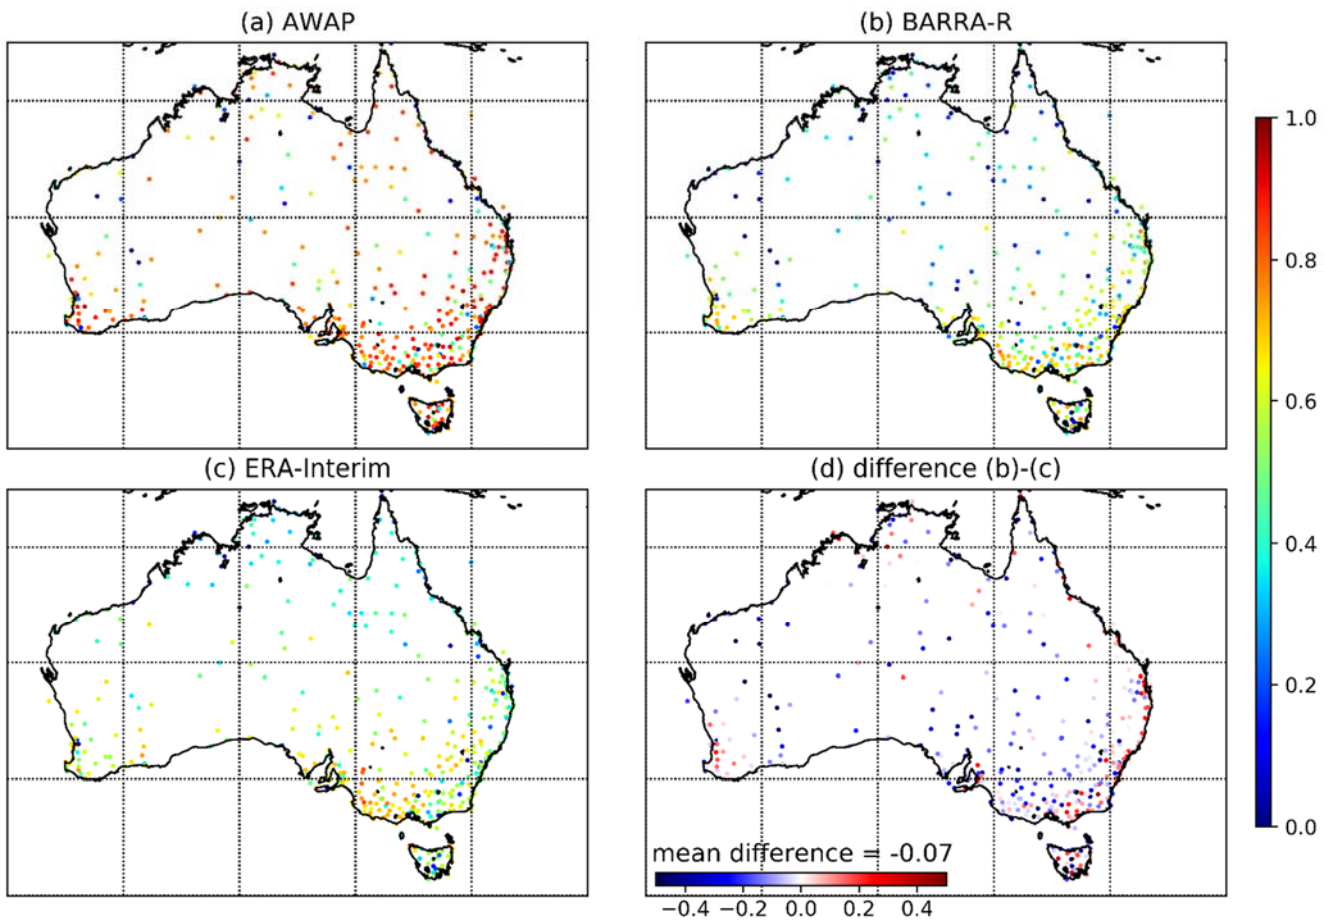 (a) AWAP
(b) BARRA-R
1.0
0.8
0.6
0.4
0.2
0.0
(c) ERA-Interim
(d) difference (b)-(c)
mean difference = -0.07
−0.4 −0.2 0.0 0.2 0.4